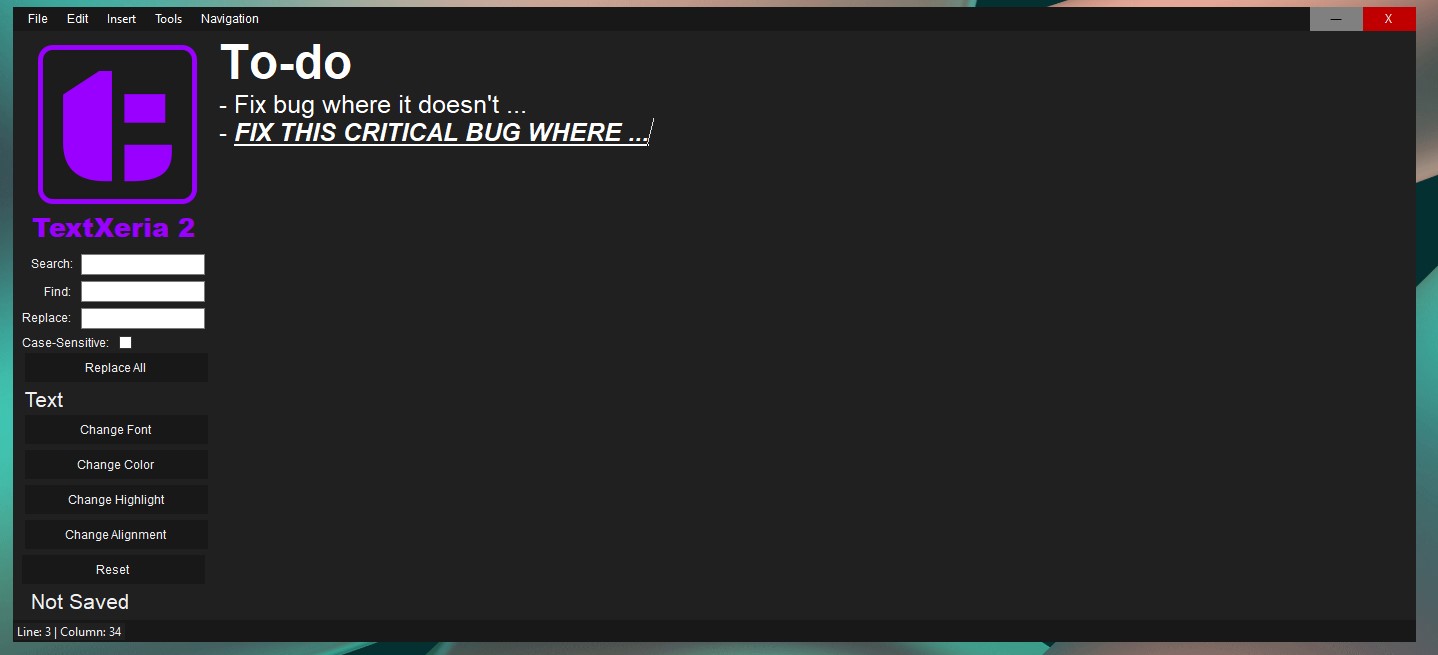 File Edit Insert Tools Navigation — X
To-do
- Fix bug where it doesn't ...
- FIX THIS CRITICAL BUG WHERE ...
TextXeria 2
Search:
Find:
Replace:
Case-Sensitive:
Replace All
Text
Change Font
Change Color
Change Highlight
Change Alignment
Reset
Not Saved
Line: 3 | Column: 34